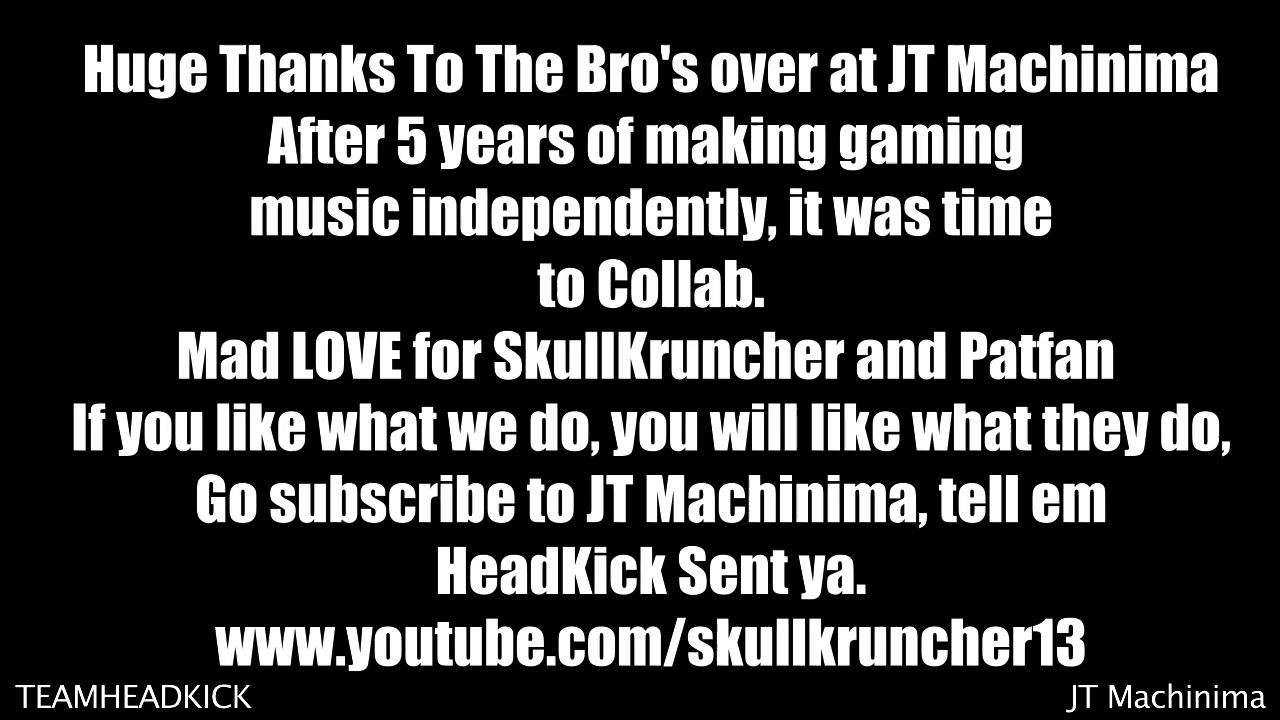 Huge Thanks To The Bro's over at JT Machinima
After 5 years of making gaming
music independently, it was time
to Collab.
Mad LOVE for SkullKruncher and Patfan
If you like what we do, you will like what they do,
Go subscribe to JT Machinima, tell em
HeadKick Sent ya.
www.youtube.com/skullkruncher13
TEAMHEADKICK
JT Machinima